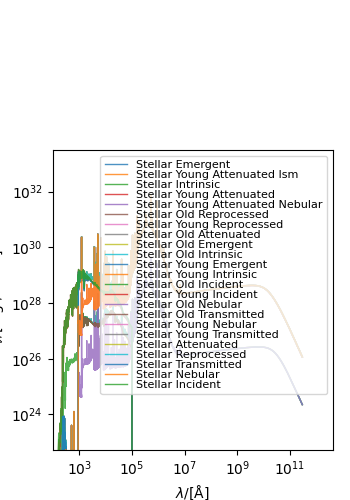 10^32
10^30
10^28
10^26
10^24
Stellar Emergent
Stellar Young Attenuated Ism
Stellar Intrinsic
Stellar Young Attenuated
Stellar Young Attenuated Nebular
Stellar Old Reprocessed
Stellar Young Reprocessed
Stellar Old Attenuated
Stellar Old Emergent
Stellar Old Intrinsic
Stellar Young Emergent
Stellar Young Intrinsic
Stellar Old Incident
Stellar Young Incident
Stellar Old Nebular
Stellar Old Transmitted
Stellar Young Nebular
Stellar Young Transmitted
Stellar Attenuated
Stellar Reprocessed
Stellar Transmitted
Stellar Nebular
Stellar Incident
10^3 10^5 10^7 10^9 10^11
λ/[Å]